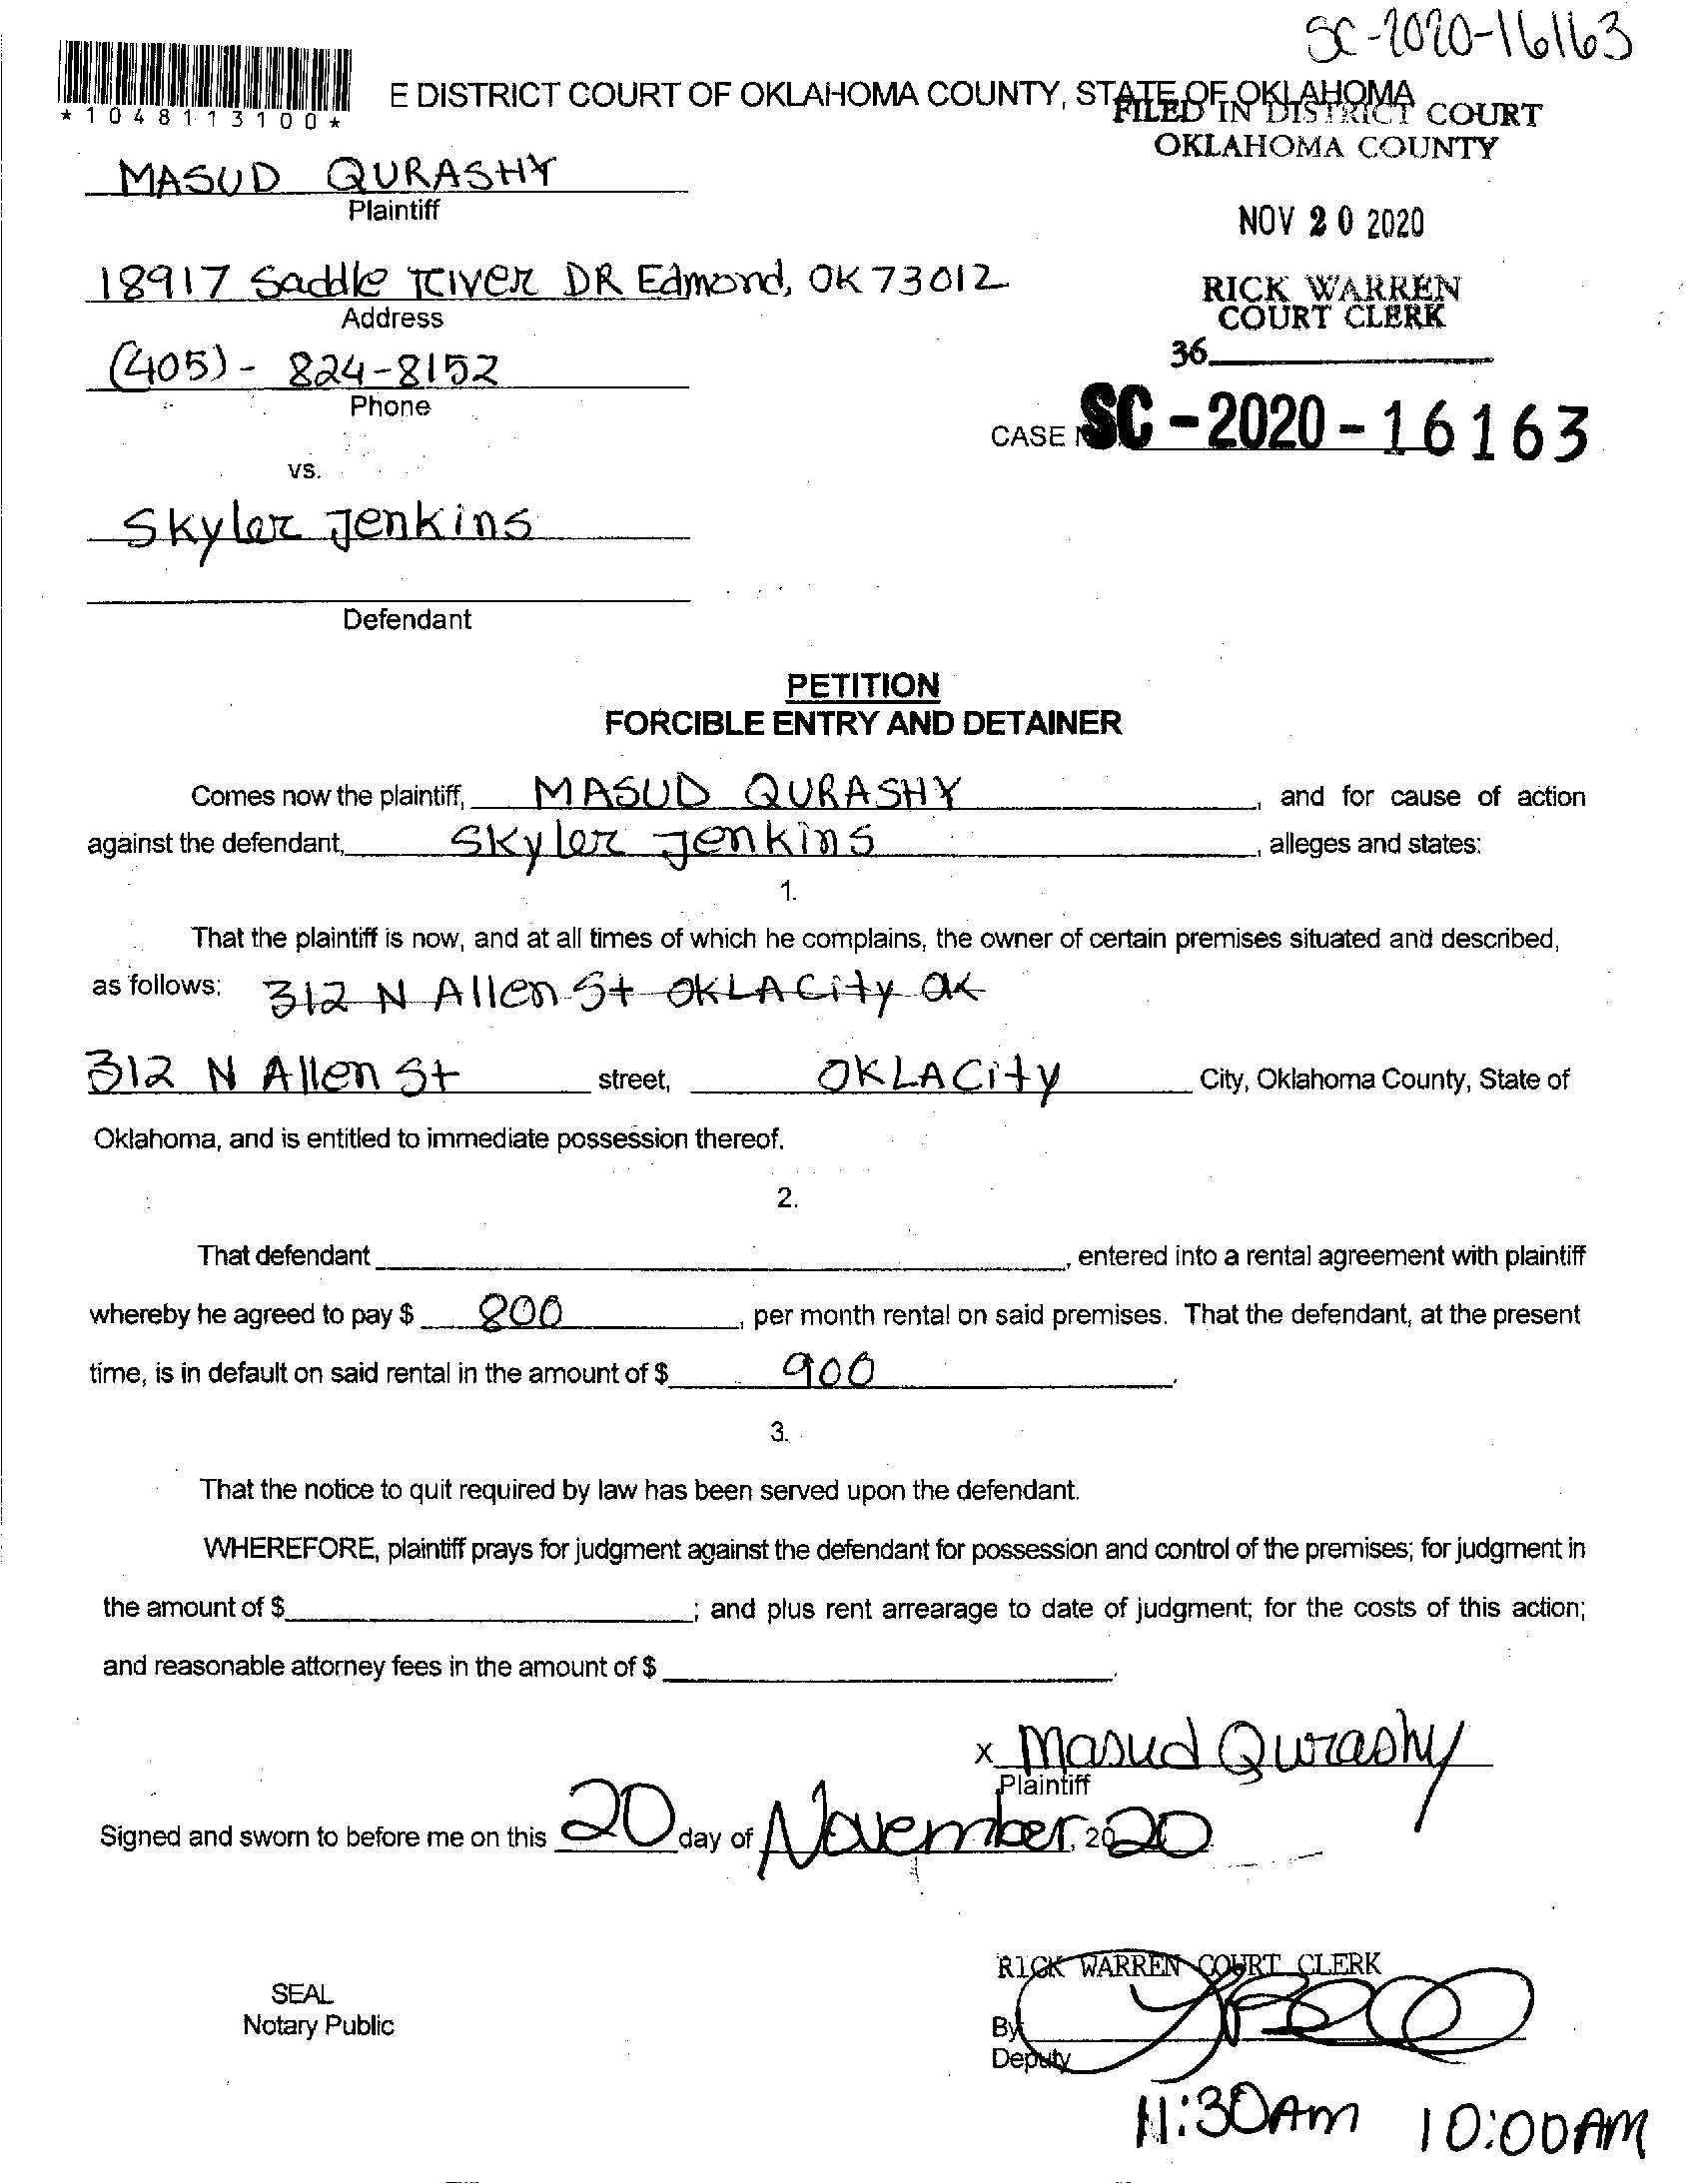 SC-2020-16163
*1048113100*
E DISTRICT COURT OF OKLAHOMA COUNTY, STATE OF OKLAHOMA
FILED IN DISTRICT COURT
OKLAHOMA COUNTY
MASUD QURASHY
Plaintiff
NOV 20 2020
18917 Saddle River DR Edmond, OK 73012
Address
RICK WARREN
COURT CLERK
36
(405)- 824-8152
Phone
CASE SC-2020-16163
vs.
Skyler Jenkins
Defendant
PETITION
FORCIBLE ENTRY AND DETAINER
Comes now the plaintiff, MASUD QURASHY, and for cause of action
against the defendant, Skyler Jenkins, alleges and states:
1.
That the plaintiff is now, and at all times of which he complains, the owner of certain premises situated and described,
as follows: 312 N Allen St OKLACity OK
312 N Allen St street, OKLACity City, Oklahoma County, State of
Oklahoma, and is entitled to immediate possession thereof.
2.
That defendant , entered into a rental agreement with plaintiff
whereby he agreed to pay $ 800, per month rental on said premises. That the defendant, at the present
time, is in default on said rental in the amount of $ 900.
3.
That the notice to quit required by law has been served upon the defendant.
WHEREFORE, plaintiff prays for judgment against the defendant for possession and control of the premises; for judgment in
the amount of $ ; and plus rent arrearage to date of judgment; for the costs of this action;
and reasonable attorney fees in the amount of $ .
x Masud Qurashy
Plaintiff
Signed and sworn to before me on this 20 day of November, 2020.
RICK WARREN COURT CLERK
SEAL
Notary Public
By
Deputy
11:30Am 10:00AM